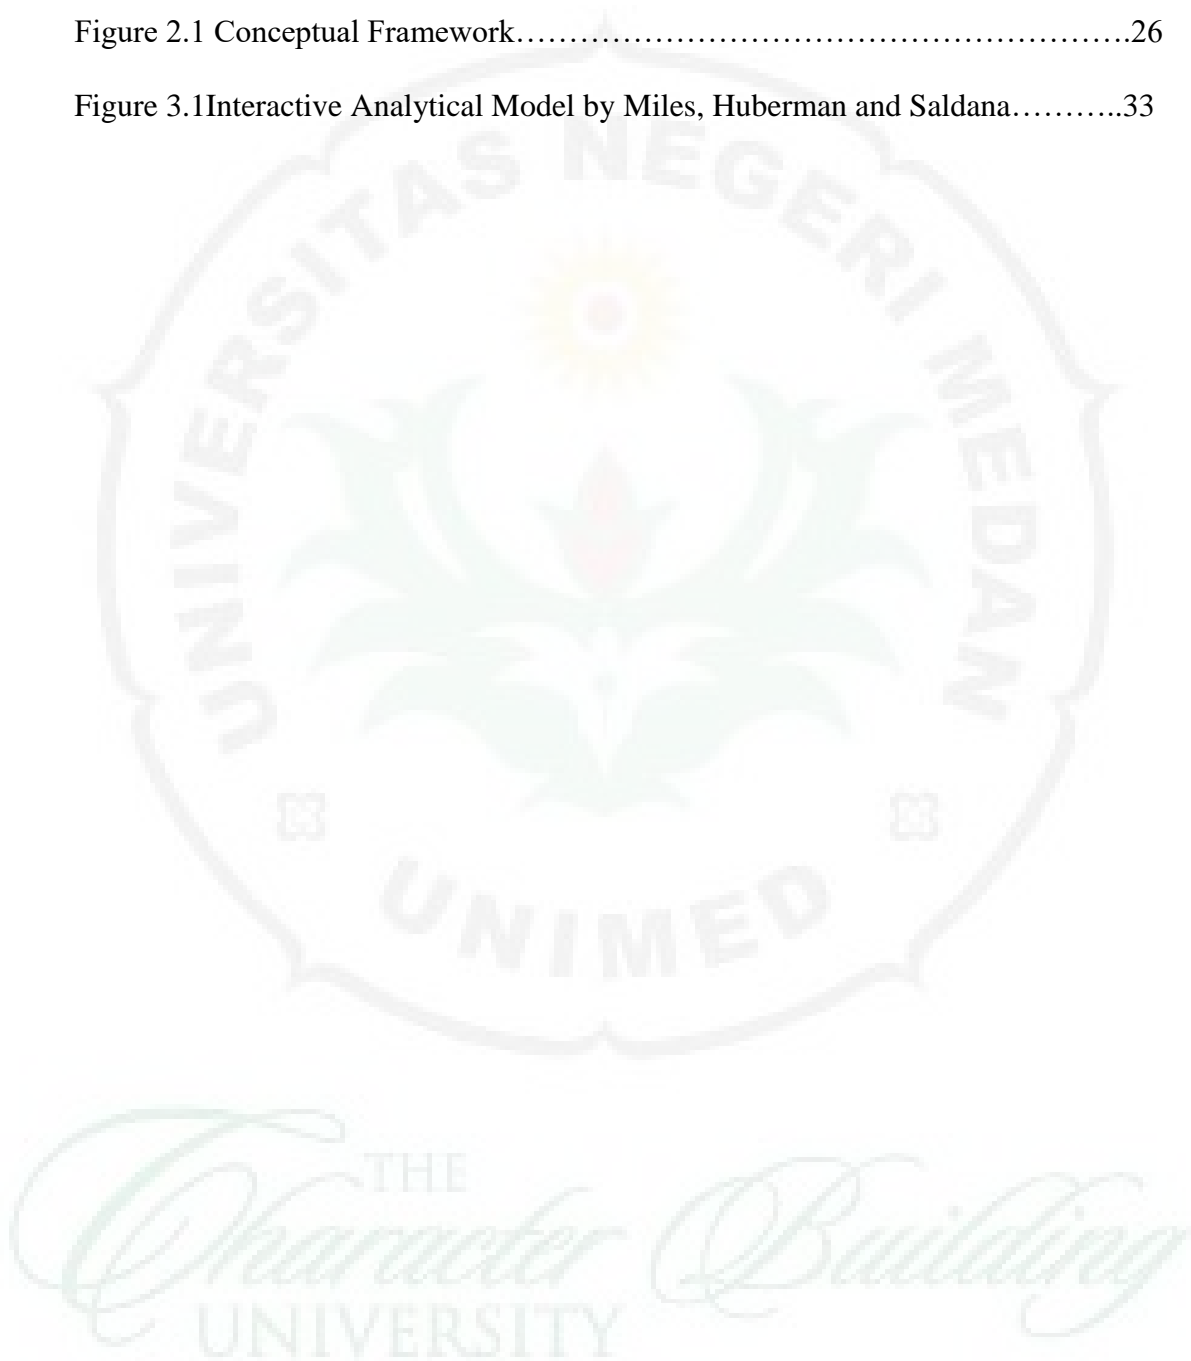 Figure 2.1 Conceptual Framework…………………………………………………………….26
Figure 3.1Interactive Analytical Model by Miles, Huberman and Saldana………..33
UNIVERSITAS NEGERI MEDAN
UNIMED
THE
Character Building
UNIVERSITY